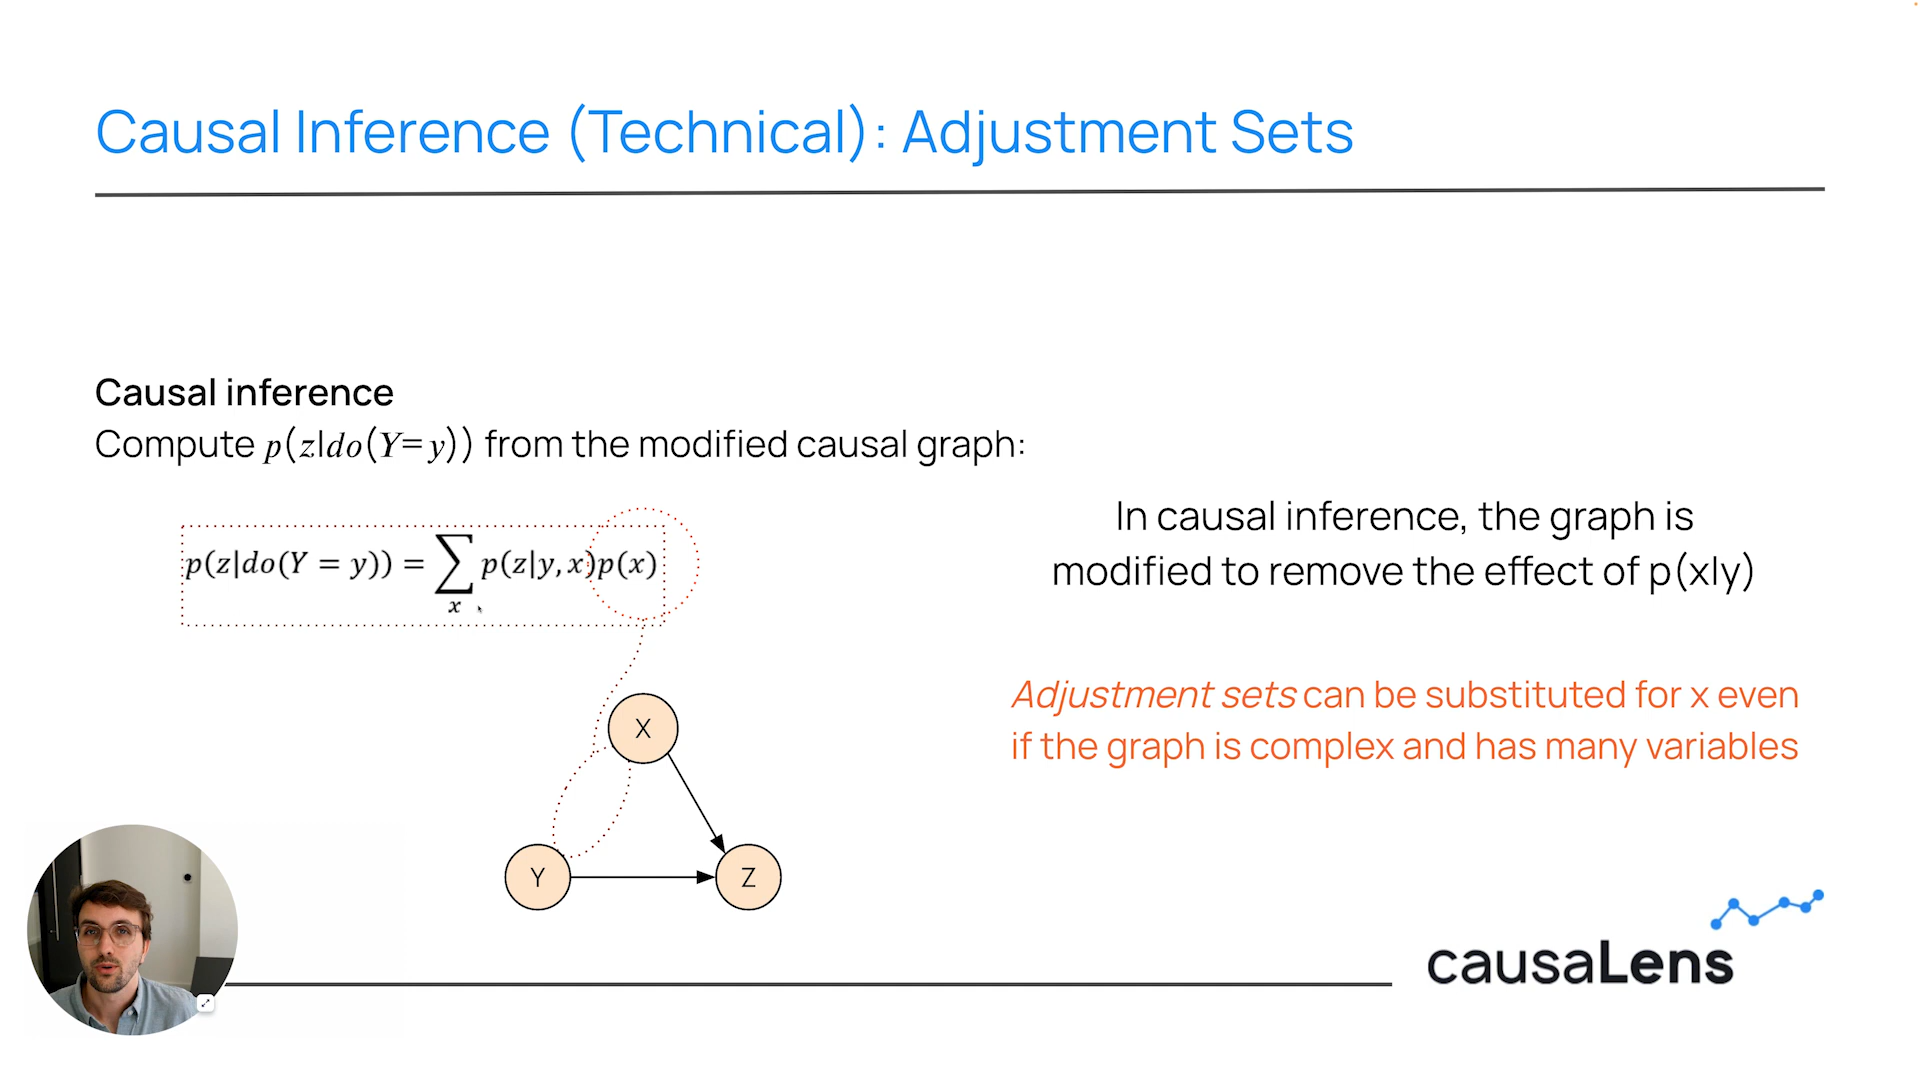 Causal Inference (Technical): Adjustment Sets
Causal inference
Compute p(z|do(Y=y)) from the modified causal graph:
p(z|do(Y = y)) = ∑ p(z|y, x)p(x)
x
In causal inference, the graph is
modified to remove the effect of p(x|y)
Adjustment sets can be substituted for x even
if the graph is complex and has many variables
X
Y
Z
causaLens